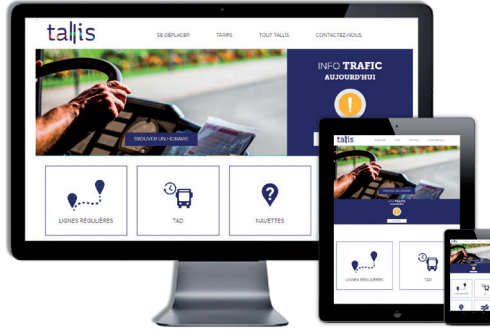 tallis
SE DÉPLACER TARIFS TOUT TALLIS CONTACTEZ-NOUS
INFO TRAFIC
AUJOURD'HUI
TROUVER UN HORAIRE
LIGNES RÉGULIÈRES TAD NAVETTES
tallis
INFO TRAFIC
LIGNES RÉGULIÈRES TAD